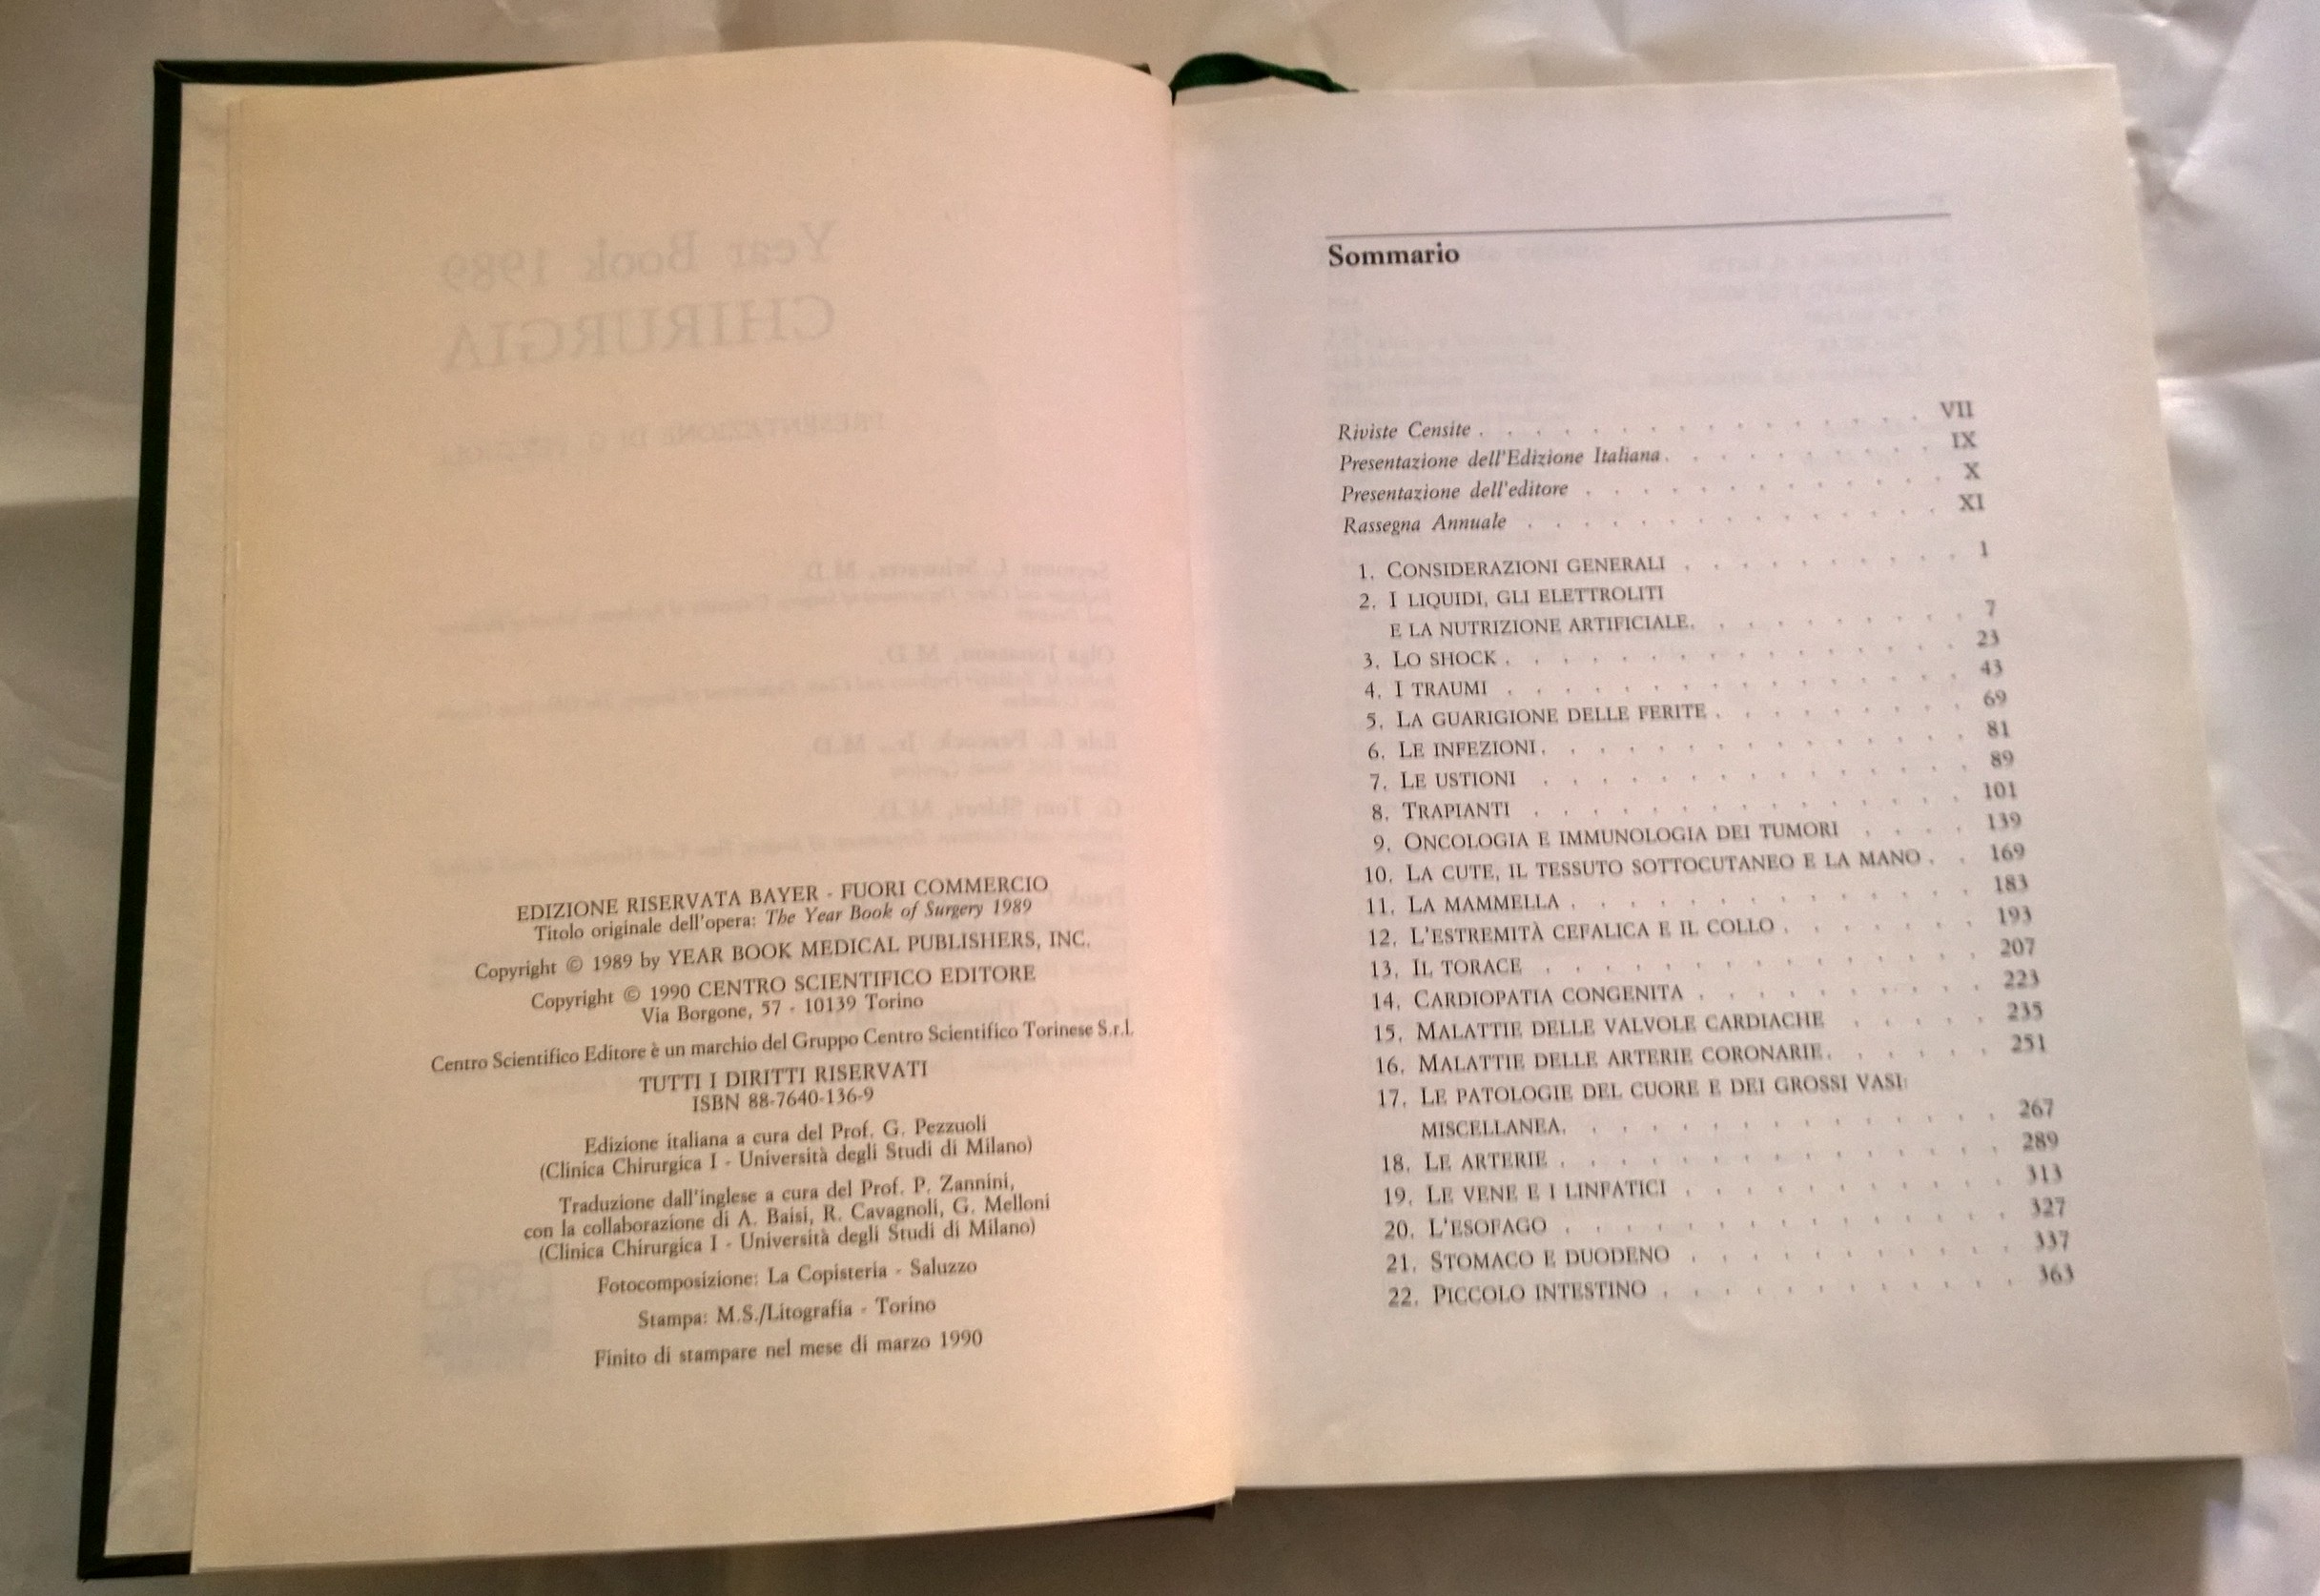 EDIZIONE RISERVATA BAYER - FUORI COMMERCIO
Titolo originale dell'opera: The Year Book of Surgery 1989
Copyright © 1989 by YEAR BOOK MEDICAL PUBLISHERS, INC.
Copyright © 1990 CENTRO SCIENTIFICO EDITORE
Via Borgone, 57 - 10139 Torino
Centro Scientifico Editore è un marchio del Gruppo Centro Scientifico Torinese S.r.l.
TUTTI I DIRITTI RISERVATI
ISBN 88-7640-136-9
Edizione italiana a cura del Prof. G. Pezzuoli
(Clinica Chirurgica I - Università degli Studi di Milano)
Traduzione dall'inglese a cura del Prof. P. Zannini,
con la collaborazione di A. Baisi, R. Cavagnoli, G. Melloni
(Clinica Chirurgica I - Università degli Studi di Milano)
Fotocomposizione: La Copisteria - Saluzzo
Stampa: M.S./Litografia - Torino
Finito di stampare nel mese di marzo 1990
Year Book 1989
CHIRURGIA
Sommario
Riviste Censite . . . . . . . . . . . . . . . VII
Presentazione dell'Edizione Italiana . . . . . . . . . IX
Presentazione dell'editore . . . . . . . . . . . X
Rassegna Annuale . . . . . . . . . . . . . . XI
1. CONSIDERAZIONI GENERALI . . . . . . . . . . 1
2. I LIQUIDI, GLI ELETTROLITI
E LA NUTRIZIONE ARTIFICIALE . . . . . . . . . 7
3. LO SHOCK . . . . . . . . . . . . . . . 23
4. I TRAUMI . . . . . . . . . . . . . . . 43
5. LA GUARIGIONE DELLE FERITE . . . . . . . . . 69
6. LE INFEZIONI . . . . . . . . . . . . . . 81
7. LE USTIONI . . . . . . . . . . . . . . 89
8. TRAPIANTI . . . . . . . . . . . . . . 101
9. ONCOLOGIA E IMMUNOLOGIA DEI TUMORI . . . . 139
10. LA CUTE, IL TESSUTO SOTTOCUTANEO E LA MANO . . 169
11. LA MAMMELLA . . . . . . . . . . . . . 183
12. L'ESTREMITÀ CEFALICA E IL COLLO . . . . . . 193
13. IL TORACE . . . . . . . . . . . . . . 207
14. CARDIOPATIA CONGENITA . . . . . . . . . . 223
15. MALATTIE DELLE VALVOLE CARDIACHE . . . . . 235
16. MALATTIE DELLE ARTERIE CORONARIE . . . . . . 251
17. LE PATOLOGIE DEL CUORE E DEI GROSSI VASI:
MISCELLANEA . . . . . . . . . . . . . 267
18. LE ARTERIE . . . . . . . . . . . . . . 289
19. LE VENE E I LINFATICI . . . . . . . . . . 313
20. L'ESOFAGO . . . . . . . . . . . . . . 327
21. STOMACO E DUODENO . . . . . . . . . . . 337
22. PICCOLO INTESTINO . . . . . . . . . . . 363